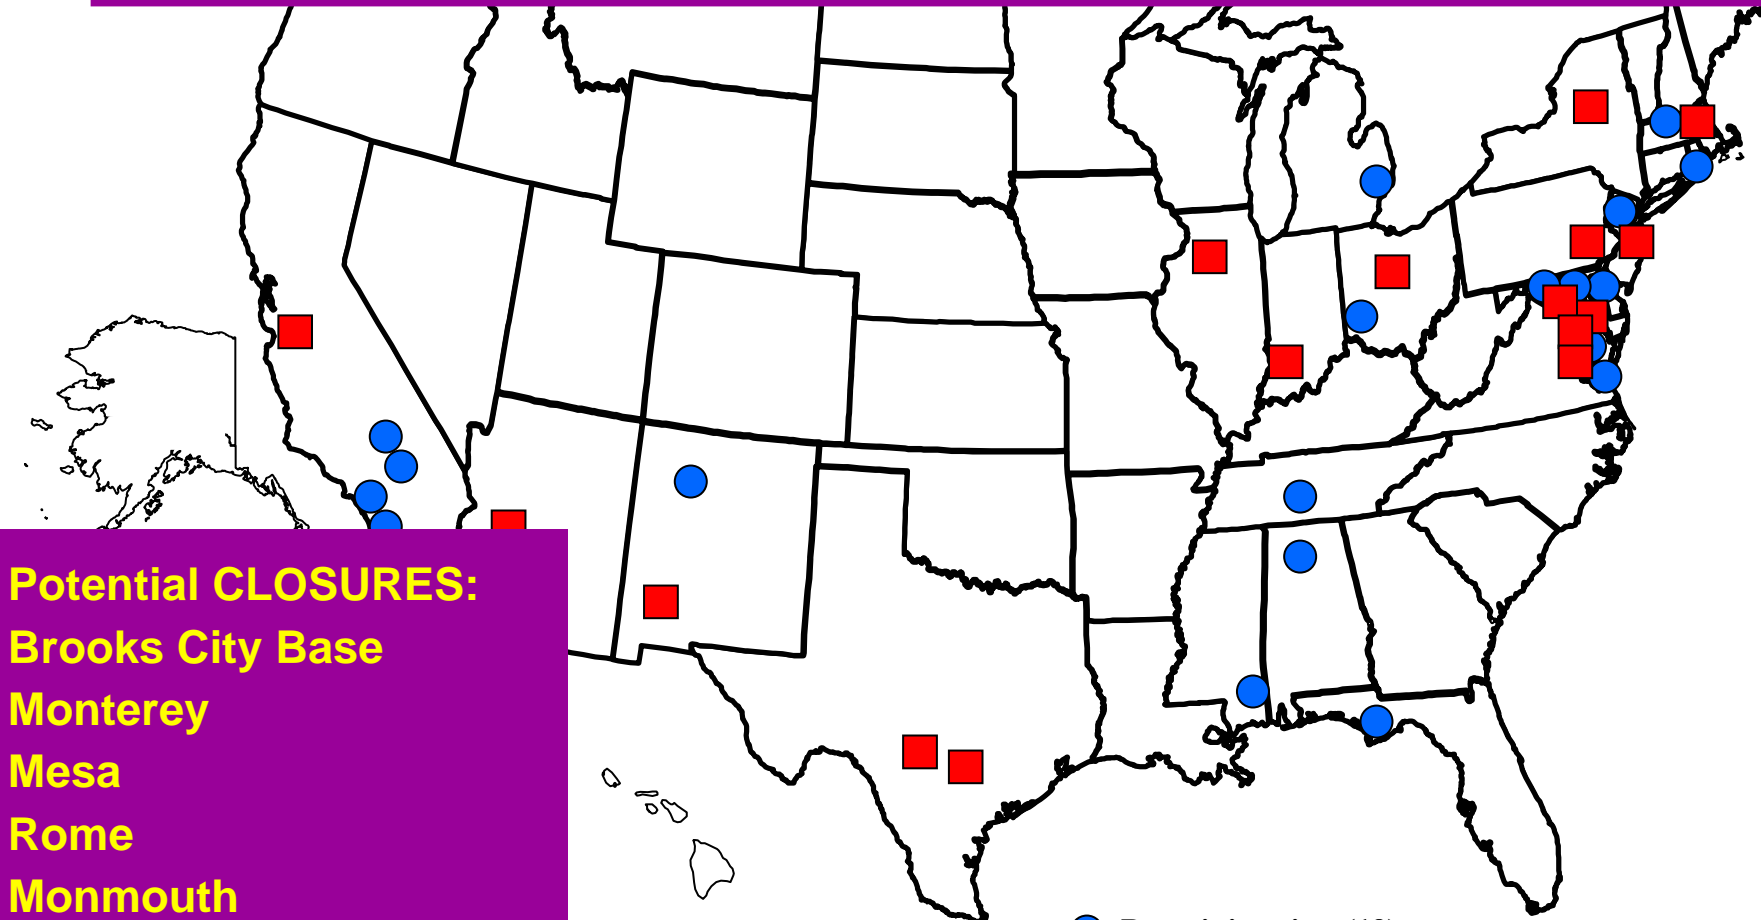 Potential CLOSURES:
Brooks City Base
Monterey
Mesa
Rome
Monmouth